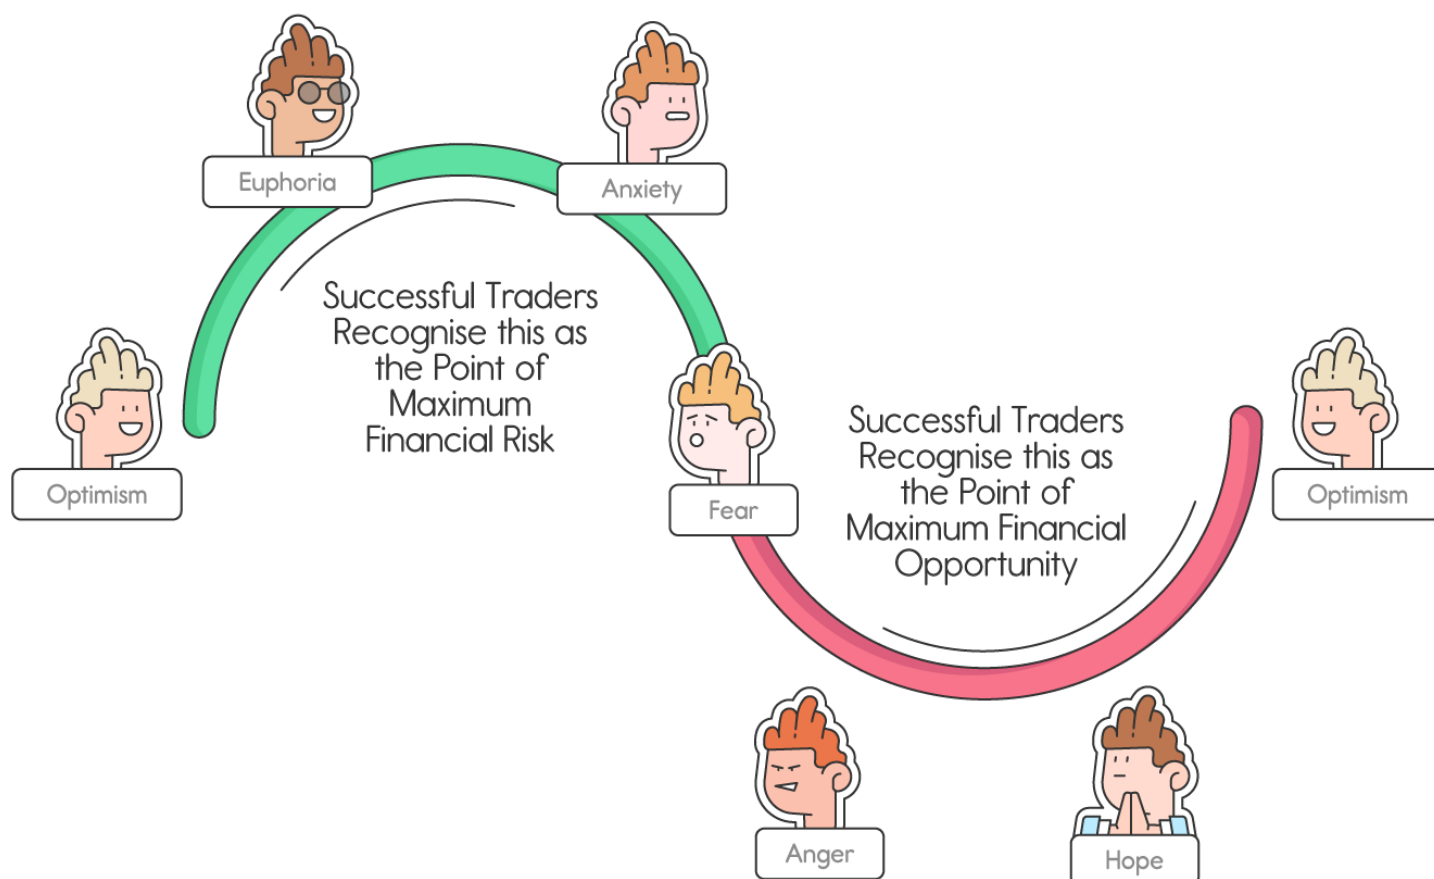 Euphoria
Anxiety
Successful Traders
Recognise this as
the Point of
Maximum
Financial Risk
Optimism
Fear
Successful Traders
Recognise this as
the Point of
Maximum Financial
Opportunity
Optimism
Anger
Hope